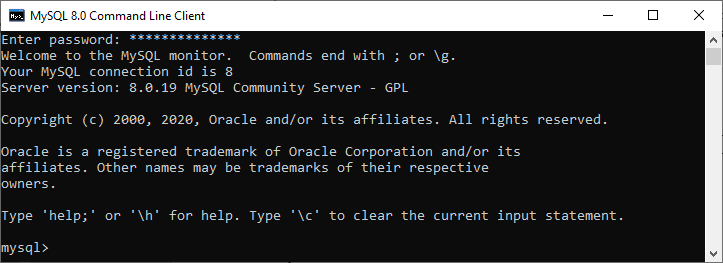 MySQL 8.0 Command Line Client
Enter password: **************
Welcome to the MySQL monitor.  Commands end with ; or \g.
Your MySQL connection id is 8
Server version: 8.0.19 MySQL Community Server - GPL
Copyright (c) 2000, 2020, Oracle and/or its affiliates. All rights reserved.
Oracle is a registered trademark of Oracle Corporation and/or its
affiliates. Other names may be trademarks of their respective
owners.
Type 'help;' or '\h' for help. Type '\c' to clear the current input statement.
mysql>